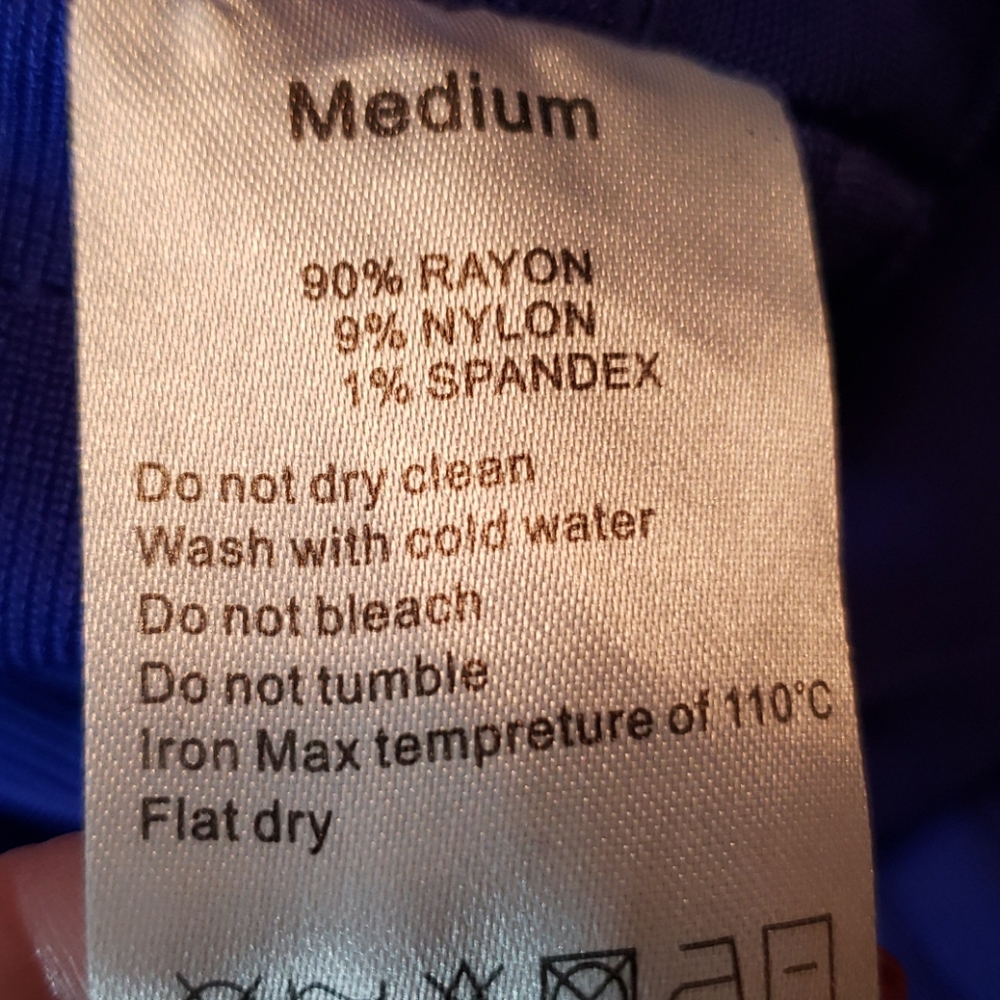 Medium
90% RAYON
9% NYLON
1% SPANDEX
Do not dry clean
Wash with cold water
Do not bleach
Do not tumble
Iron Max tempreture of 110°C
Flat dry